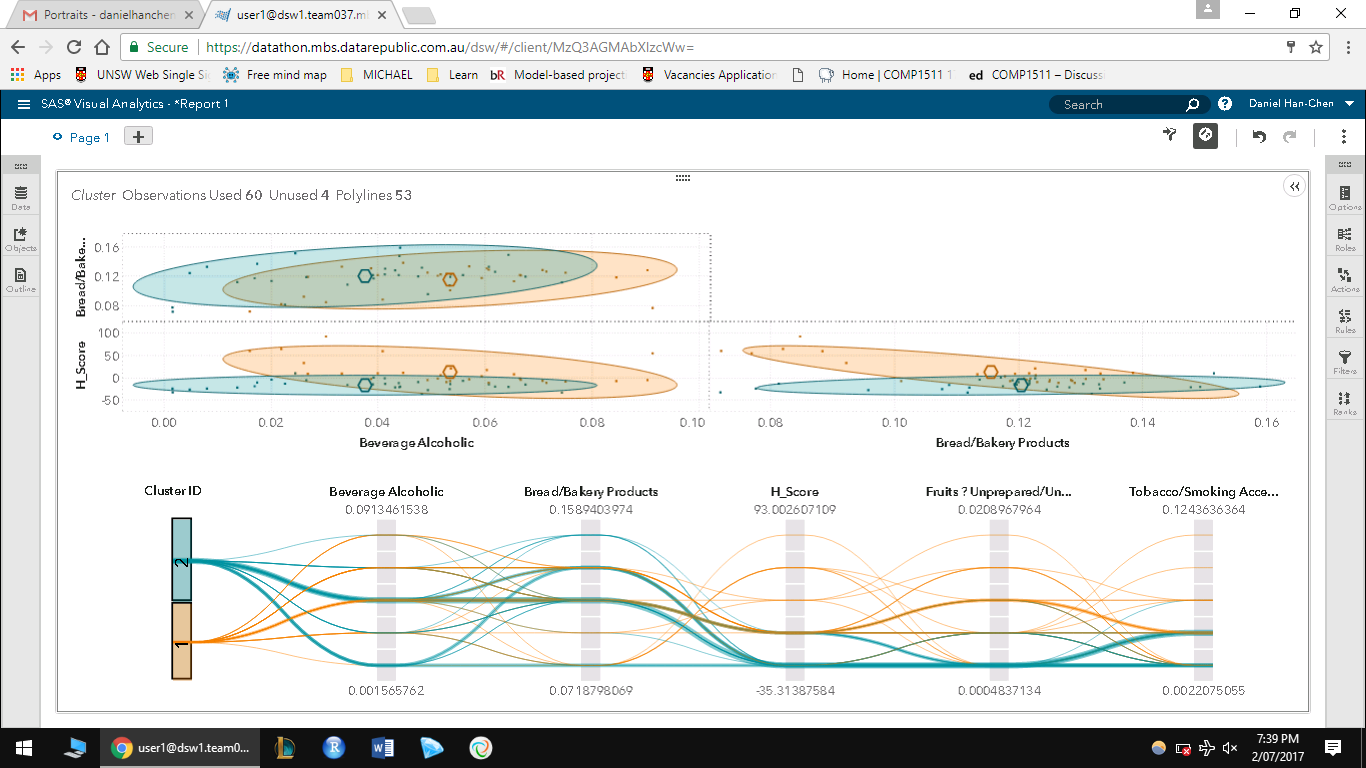 Portraits - danielhanchen
user1@dsw1.team037.m
Secure
https://datathon.mbs.datarepublic.com.au/dsw/#/client/MzQ3AGMAbXIzcWw=
Apps
UNSW Web Single Si
Free mind map
MICHAEL
Learn
bR
Model-based project
Vacancies Application
Home | COMP1511 1
ed
COMP1511 – Discuss
SAS® Visual Analytics - *Report 1
Search
Daniel Han-Chen
Page 1
Data
Objects
Outline
Options
Roles
Actions
Rules
Filters
Ranks
Cluster Observations Used 60 Unused 4 Polylines 53
Bread/Bake...
0.16
0.12
0.08
H_Score
100
50
0
-50
0.00 0.02 0.04 0.06 0.08 0.10 0.08 0.10 0.12 0.14 0.16
Beverage Alcoholic
Bread/Bakery Products
Cluster ID
Beverage Alcoholic
Bread/Bakery Products
H_Score
Fruits ? Unprepared/Un...
Tobacco/Smoking Acce...
0.0913461538
0.1589403974
93.002607109
0.0208967964
0.1243636364
2
1
0.001565762
0.0718798069
-35.31387584
0.0004837134
0.0022075055
user1@dsw1.team0...
R
W
7:39 PM
2/07/2017